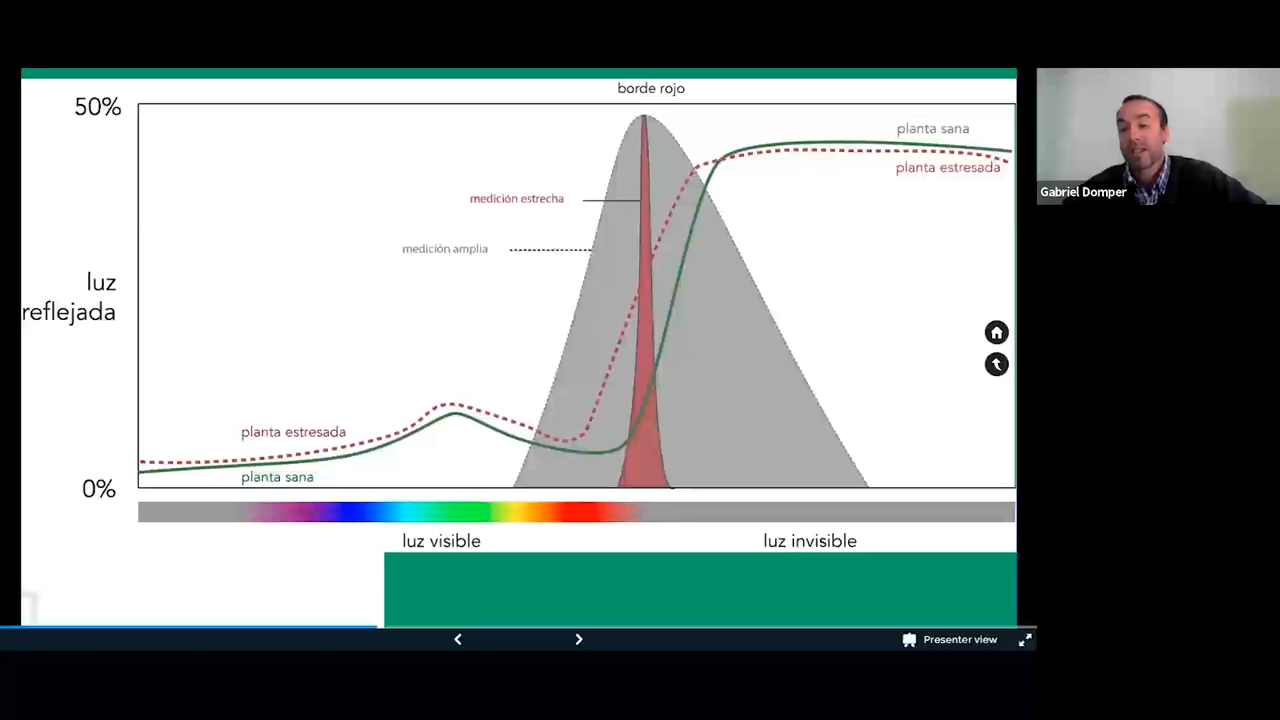 borde rojo
50%
planta sana
planta estresada
medición estrecha
medición amplia
luz
reflejada
planta estresada
planta sana
0%
luz visible
luz invisible
Presenter view
Gabriel Domper